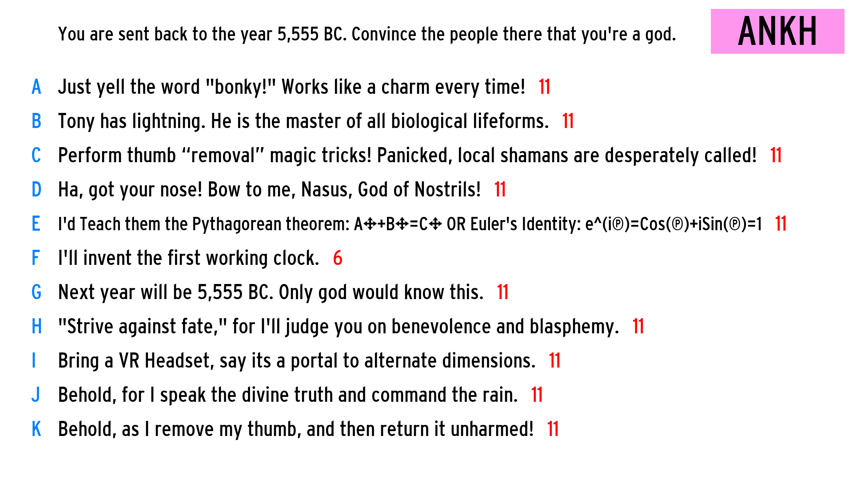 You are sent back to the year 5,555 BC. Convince the people there that you're a god.
ANKH
A Just yell the word "bonky!" Works like a charm every time! 11
B Tony has lightning. He is the master of all biological lifeforms. 11
C Perform thumb “removal” magic tricks! Panicked, local shamans are desperately called! 11
D Ha, got your nose! Bow to me, Nasus, God of Nostrils! 11
E I'd Teach them the Pythagorean theorem: A✢+B✢=C✢ OR Euler's Identity: e^(i℗)=Cos(℗)+iSin(℗)=1 11
F I'll invent the first working clock. 6
G Next year will be 5,555 BC. Only god would know this. 11
H "Strive against fate," for I'll judge you on benevolence and blasphemy. 11
I Bring a VR Headset, say its a portal to alternate dimensions. 11
J Behold, for I speak the divine truth and command the rain. 11
K Behold, as I remove my thumb, and then return it unharmed! 11